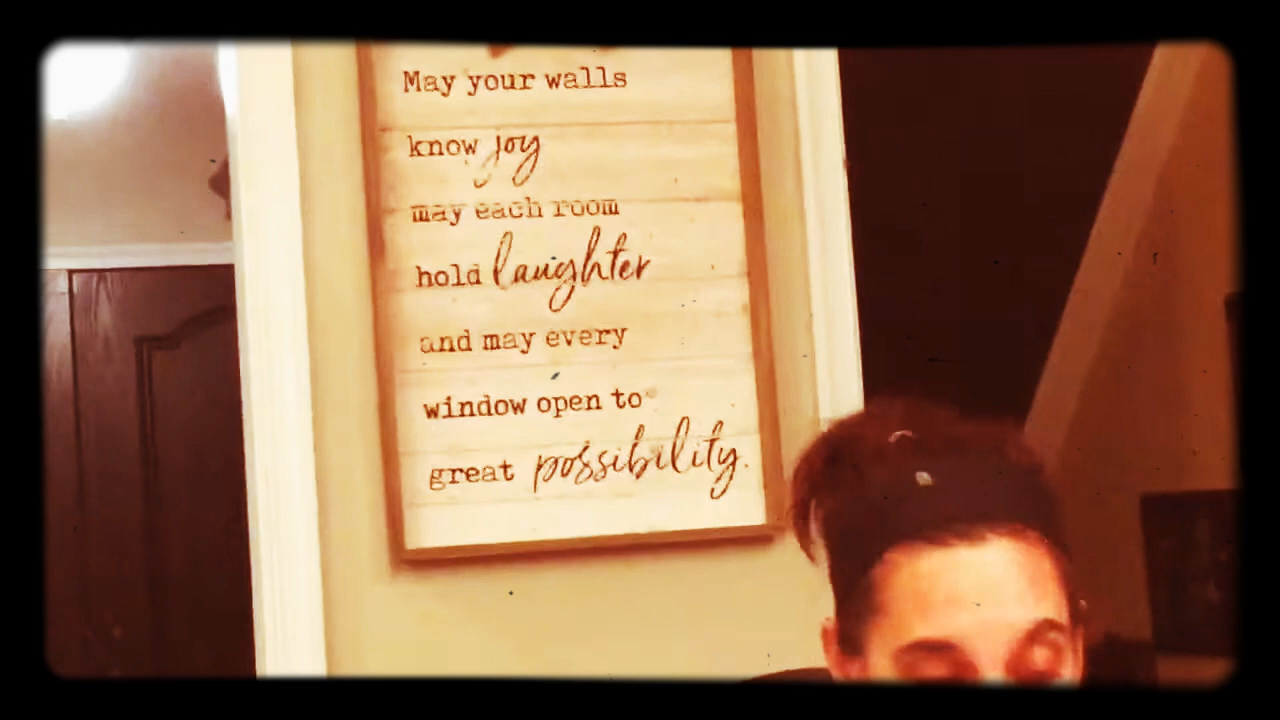 May your walls
know joy
may each room
hold laughter
and may every
window open to
great possibility.